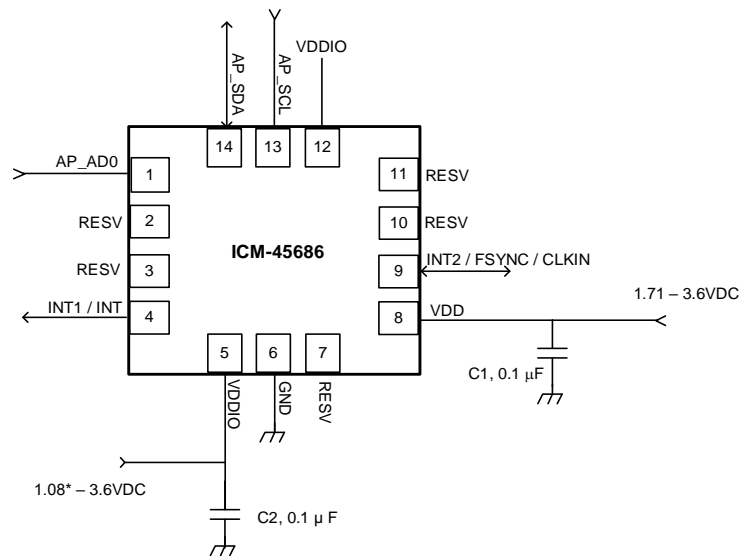 VDDIO
AP_SDA
AP_SCL
14
13
12
AP_AD0
1
11
RESV
RESV
2
10
RESV
ICM-45686
RESV
3
9
INT2 / FSYNC / CLKIN
INT1 / INT
4
8
VDD
1.71 – 3.6VDC
5
6
7
VDDIO
GND
RESV
C1, 0.1 μF
1.08* – 3.6VDC
C2, 0.1 μ F